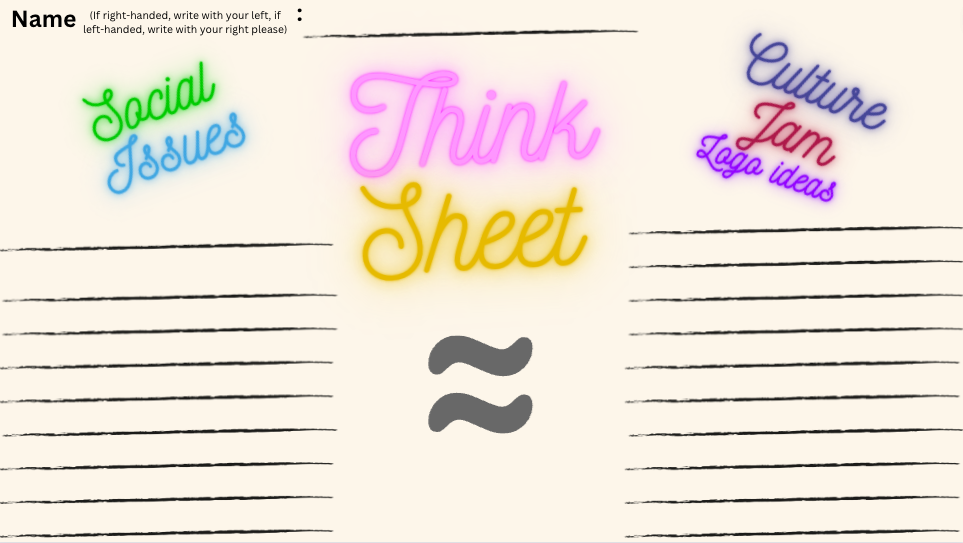 Name (If right-handed, write with your left, if :
left-handed, write with your right please)
Social
Issues
Think
Sheet
Culture
Jam
Logo ideas
≈